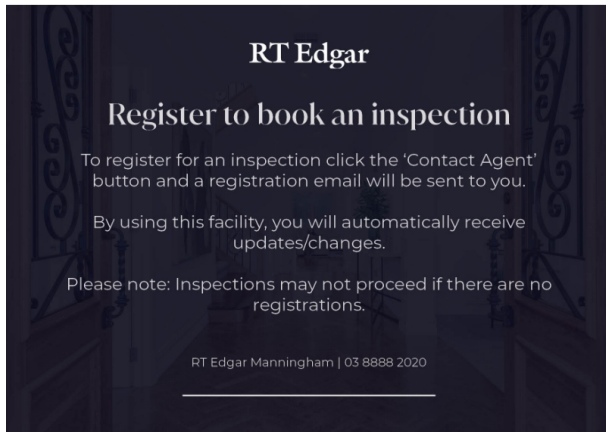 RT Edgar
Register to book an inspection
To register for an inspection click the ‘Contact Agent’
button and a registration email will be sent to you.
By using this facility, you will automatically receive
updates/changes.
Please note: Inspections may not proceed if there are no
registrations.
RT Edgar Manningham | 03 8888 2020